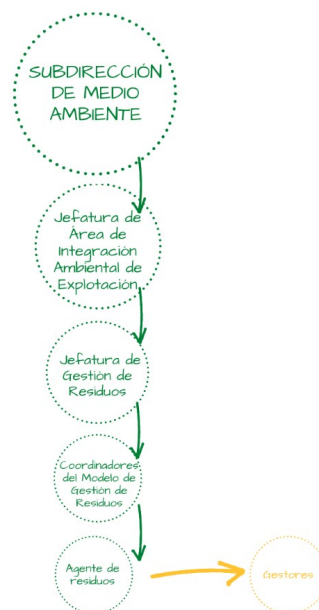 SUBDIRECCIÓN
DE MEDIO
AMBIENTE
Jefatura de
Área de
Integración
Ambiental de
Explotación
Jefatura de
Gestión de
Residuos
Coordinadores
del Modelo de
Gestión de
Residuos
Agente de
residuos
Gestores